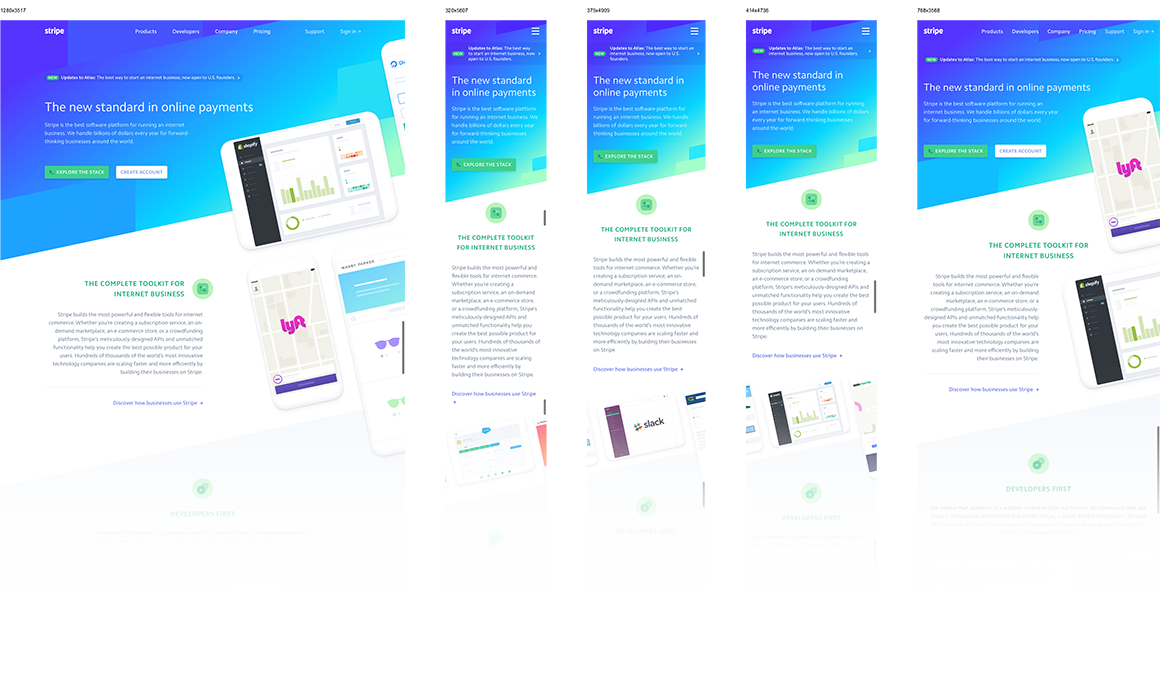 1280x3517
stripe
Products Developers Company Pricing Support Sign in
NEW Updates to Atlas: The best way to start an internet business, now open to U.S. founders.
The new standard in online payments
Stripe is the best software platform for running an internet
business. We handle billions of dollars every year for forward-
thinking businesses around the world.
EXPLORE THE STACK
CREATE ACCOUNT
shopify
THE COMPLETE TOOLKIT FOR
INTERNET BUSINESS
Stripe builds the most powerful and flexible tools for internet
commerce. Whether you're creating a subscription service, an on-
demand marketplace, an e-commerce store, or a crowdfunding
platform, Stripe's meticulously designed APIs and unmatched
functionality help you create the best possible product for your
users. Hundreds of thousands of the world's most innovative
technology companies are scaling faster and more efficiently by
building their businesses on Stripe.
Discover how businesses use Stripe
lyft
WARBY PARKER
DEVELOPERS FIRST
320x5607
stripe
NEW Updates to Atlas: The best way
to start an internet business, now
open to U.S. founders.
The new standard
in online payments
Stripe is the best software platform
for running an internet business. We
handle billions of dollars every year
for forward-thinking businesses
around the world.
EXPLORE THE STACK
THE COMPLETE TOOLKIT
FOR INTERNET BUSINESS
Stripe builds the most powerful and
flexible tools for internet commerce.
Whether you're creating a
subscription service, an on-demand
marketplace, an e-commerce store,
or a crowdfunding platform, Stripe's
meticulously designed APIs and
unmatched functionality help you
create the best possible product for
your users. Hundreds of thousands of
the world's most innovative
technology companies are scaling
faster and more efficiently by
building their businesses on Stripe.
Discover how businesses use Stripe
375x4909
stripe
NEW Updates to Atlas: The best way to start an
internet business, now open to U.S.
founders.
The new standard in
online payments
Stripe is the best software platform for
running an internet business. We handle
billions of dollars every year for forward-
thinking businesses around the world.
EXPLORE THE STACK
THE COMPLETE TOOLKIT FOR
INTERNET BUSINESS
Stripe builds the most powerful and flexible
tools for internet commerce. Whether you're
creating a subscription service, an on-
demand marketplace, an e-commerce store,
or a crowdfunding platform, Stripe's
meticulously designed APIs and unmatched
functionality help you create the best
possible product for your users. Hundreds of
thousands of the world's most innovative
technology companies are scaling faster and
more efficiently by building their businesses
on Stripe.
Discover how businesses use Stripe
slack
DEVELOPERS FIRST
414x4736
stripe
NEW Updates to Atlas: The best way to start an internet
business, now open to U.S. founders.
The new standard in
online payments
Stripe is the best software platform for running
an internet business. We handle billions of dollars
every year for forward-thinking businesses
around the world.
EXPLORE THE STACK
THE COMPLETE TOOLKIT FOR
INTERNET BUSINESS
Stripe builds the most powerful and flexible tools
for internet commerce. Whether you're creating a
subscription service, an on-demand marketplace,
an e-commerce store, or a crowdfunding
platform, Stripe's meticulously designed APIs and
unmatched functionality help you create the best
possible product for your users. Hundreds of
thousands of the world's most innovative
technology companies are scaling faster and
more efficiently by building their businesses on
Stripe.
Discover how businesses use Stripe
DEVELOPERS FIRST
768x3568
stripe
Products Developers Company Pricing Support Sign in
NEW Updates to Atlas: The best way to start an internet business, now open to U.S. founders.
The new standard in online payments
Stripe is the best software platform for running an
internet business. We handle billions of dollars every year
for forward-thinking businesses around the world.
EXPLORE THE STACK
CREATE ACCOUNT
lyft
THE COMPLETE TOOLKIT FOR
INTERNET BUSINESS
Stripe builds the most powerful and flexible
tools for internet commerce. Whether you're
creating a subscription service, an on-demand
marketplace, an e-commerce store, or a
crowdfunding platform, Stripe's meticulously-
designed APIs and unmatched functionality help
you create the best possible product for your
users. Hundreds of thousands of the world's
most innovative technology companies are
scaling faster and more efficiently by building
their businesses on Stripe.
Discover how businesses use Stripe
shopify
DEVELOPERS FIRST